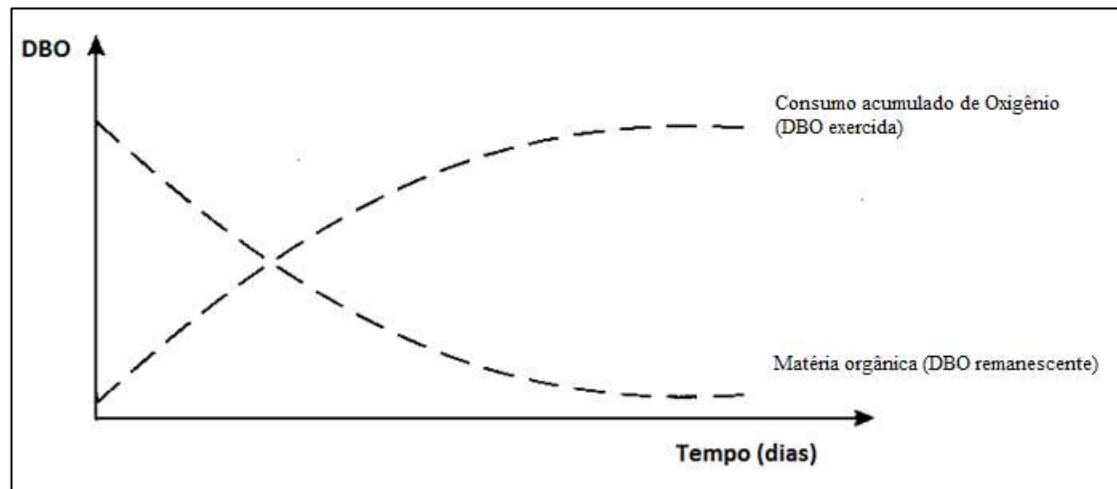 DBO
Consumo acumulado de Oxigênio
(DBO exercida)
Matéria orgânica (DBO remanescente)
Tempo (dias)